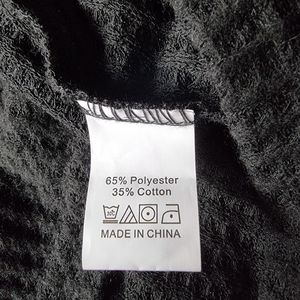 65% Polyester
35% Cotton
MADE IN CHINA